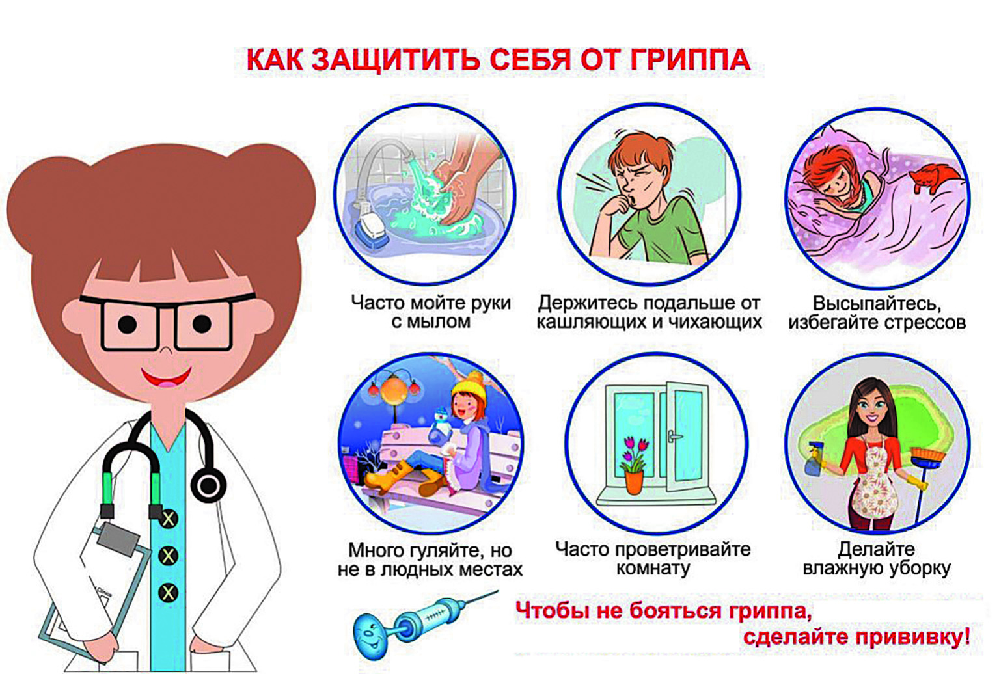 КАК ЗАЩИТИТЬ СЕБЯ ОТ ГРИППА
Часто мойте руки
с мылом
Держитесь подальше от
кашляющих и чихающих
Высыпайтесь,
избегайте стрессов
Много гуляйте, но
не в людных местах
Часто проветривайте
комнату
Делайте
влажную уборку
Чтобы не бояться гриппа,
сделайте прививку!